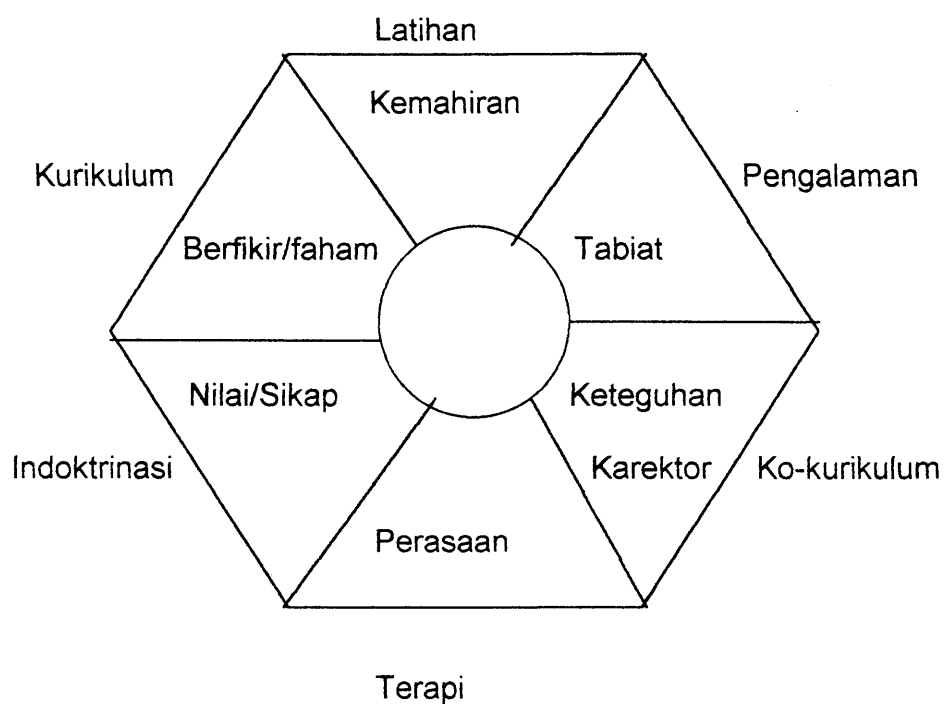 Latihan
Kemahiran
Kurikulum
Pengalaman
Berfikir/faham
Tabiat
Nilai/Sikap
Keteguhan
Indoktrinasi
Karektor
Ko-kurikulum
Perasaan
Terapi